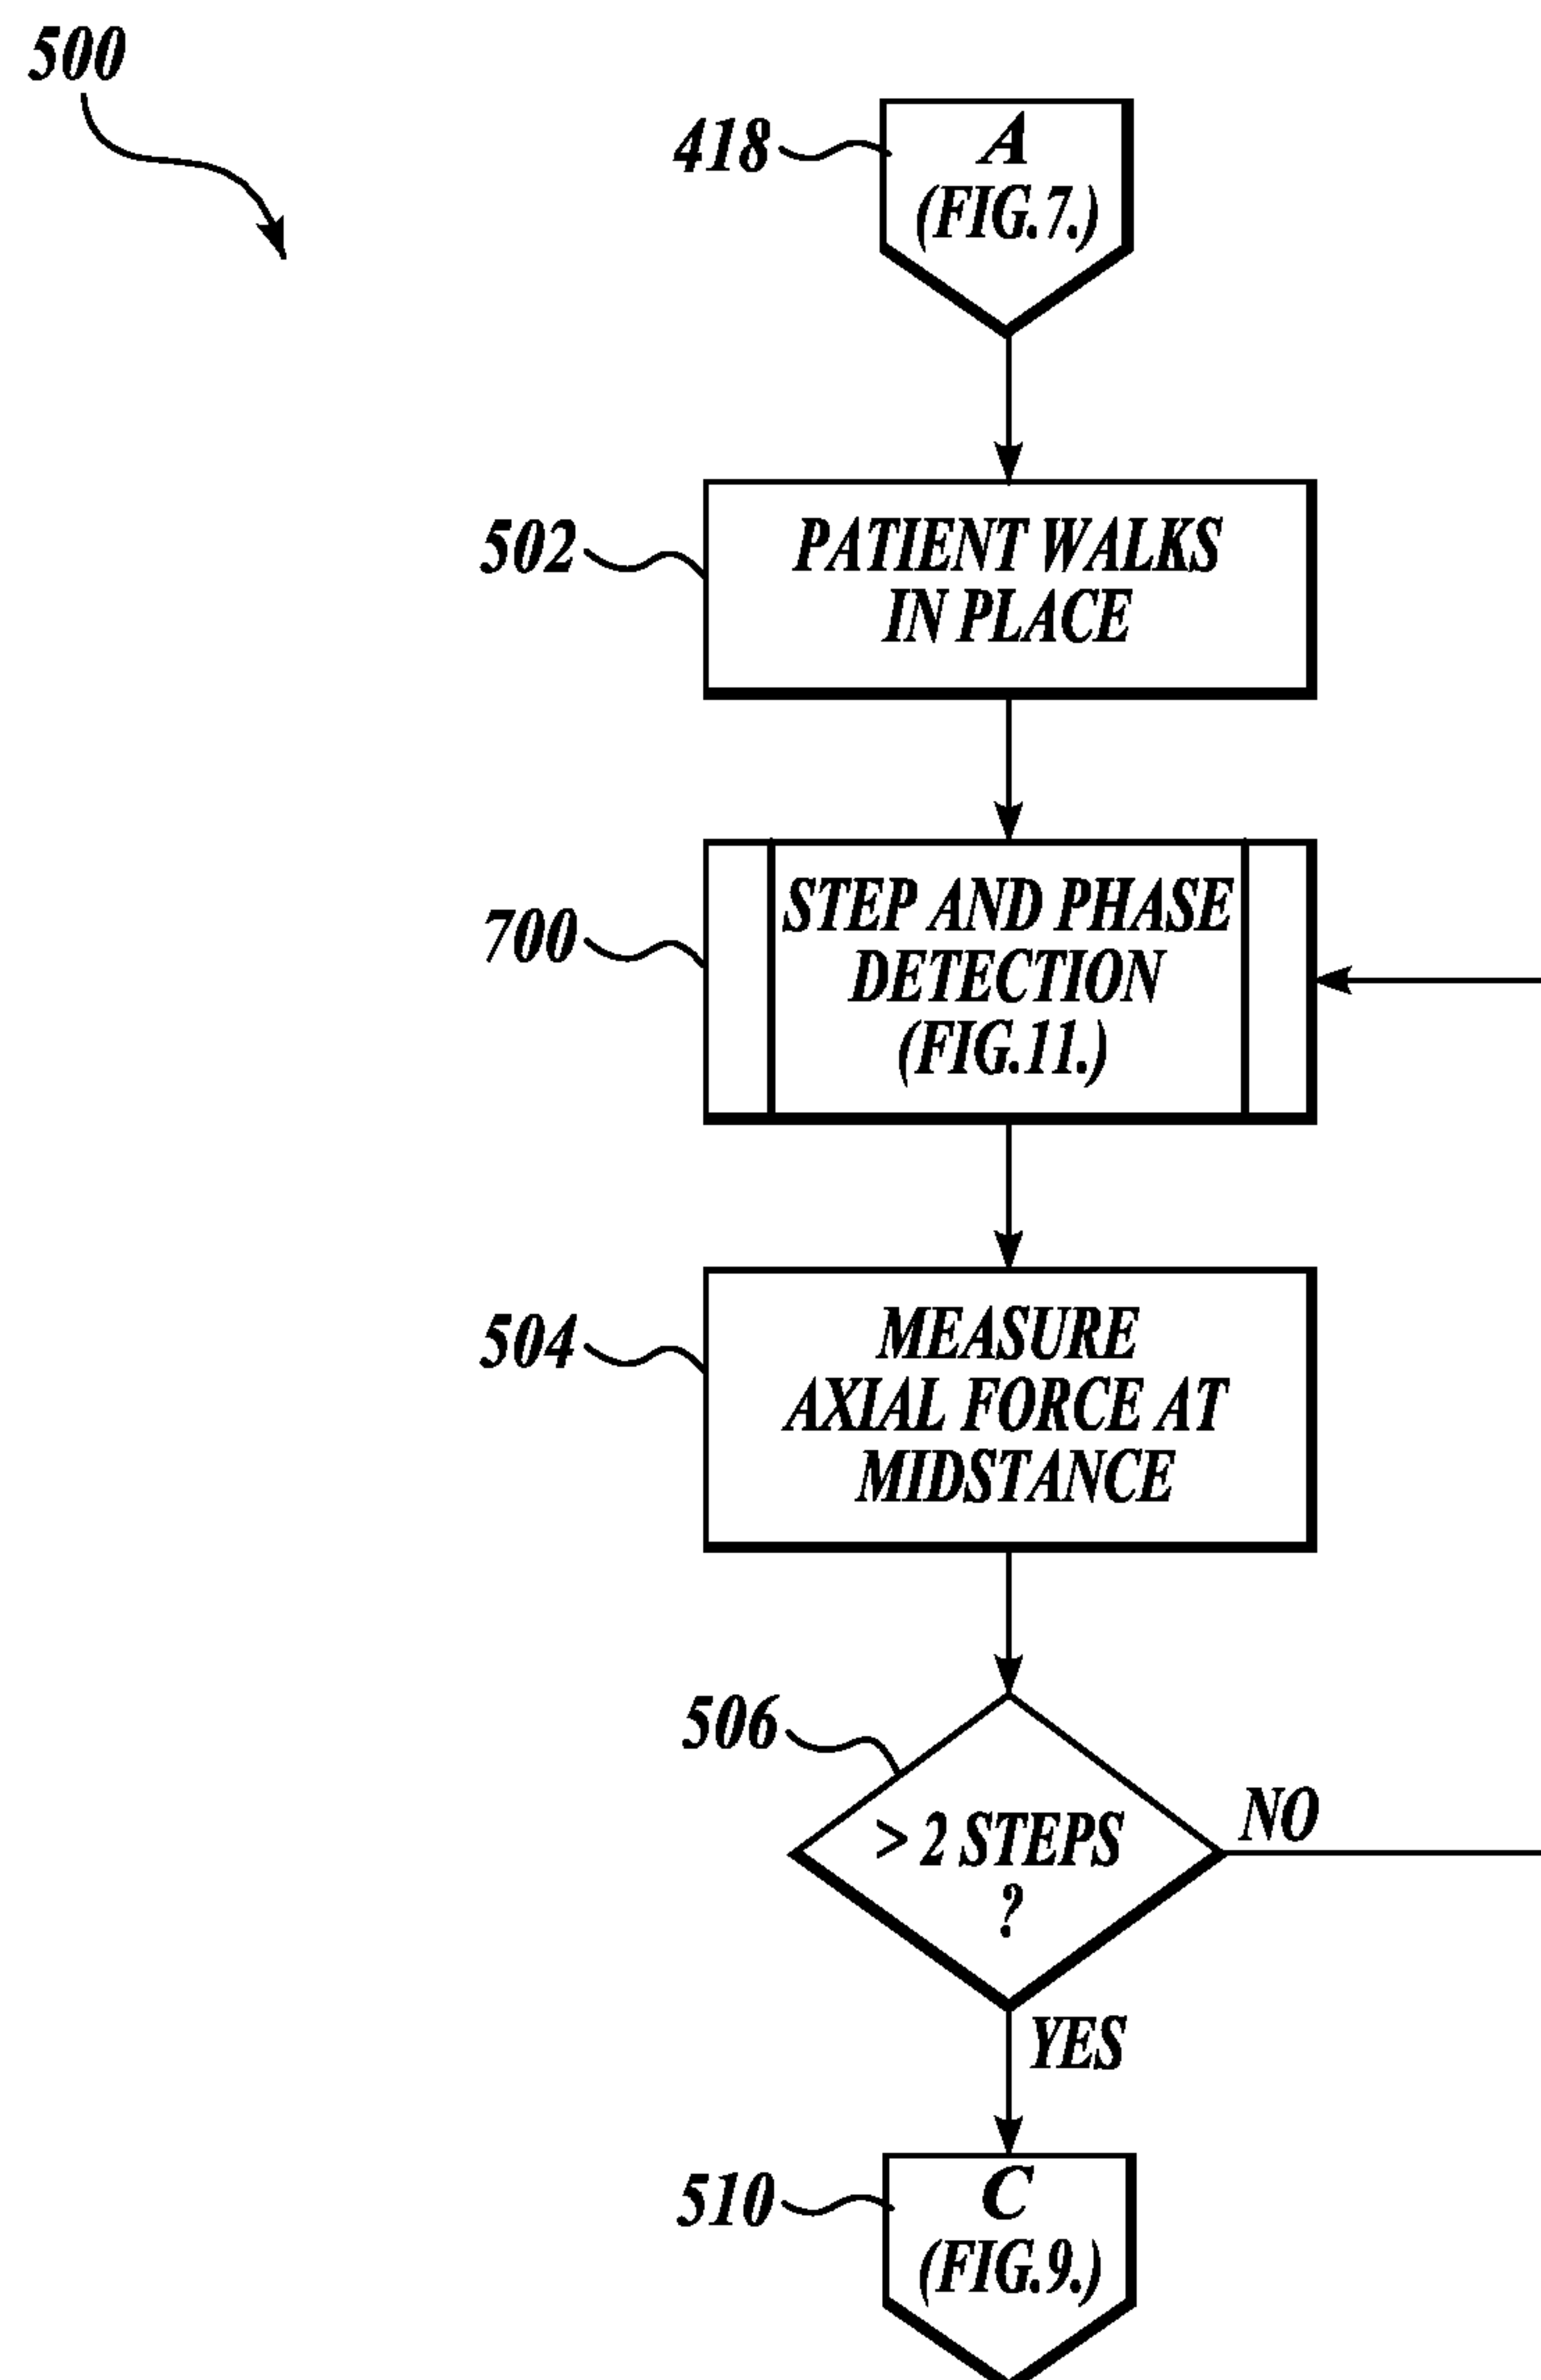 500
418
A
(FIG.7.)
502
PATIENT WALKS
IN PLACE
700
STEP AND PHASE
DETECTION
(FIG.11.)
504
MEASURE
AXIAL FORCE AT
MIDSTANCE
506
> 2 STEPS
?
NO
YES
510
C
(FIG.9.)